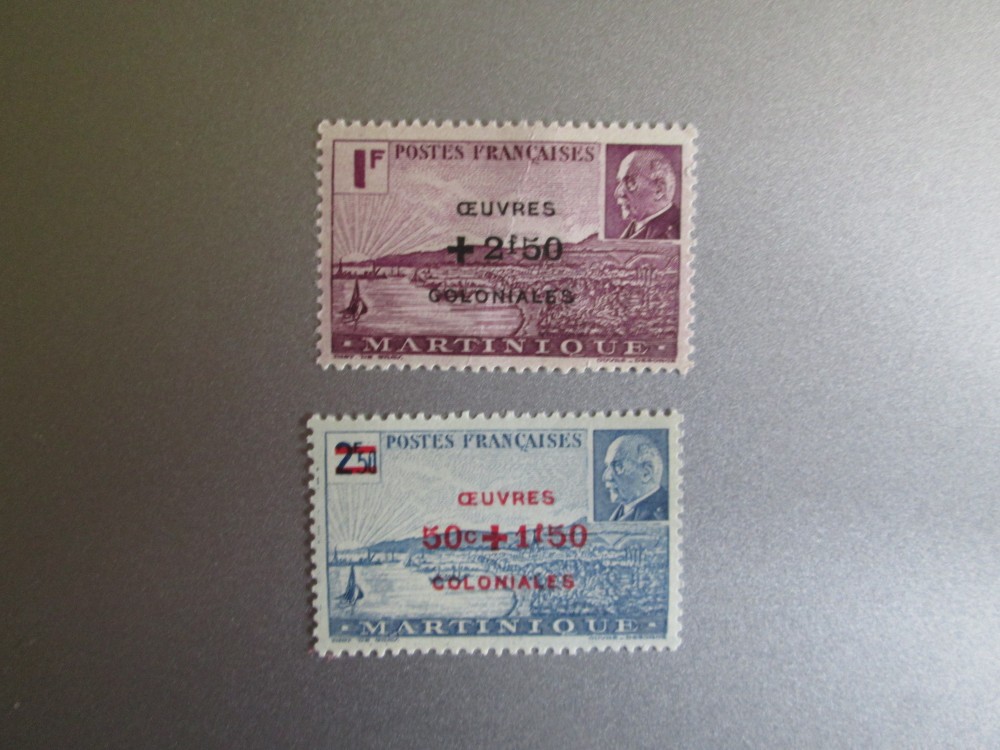 1F POSTES FRANÇAISES
ŒUVRES
+ 2f50
COLONIALES
· MARTINIQUE ·
2F50 POSTES FRANÇAISES
ŒUVRES
50c + 1f50
COLONIALES
· MARTINIQUE ·